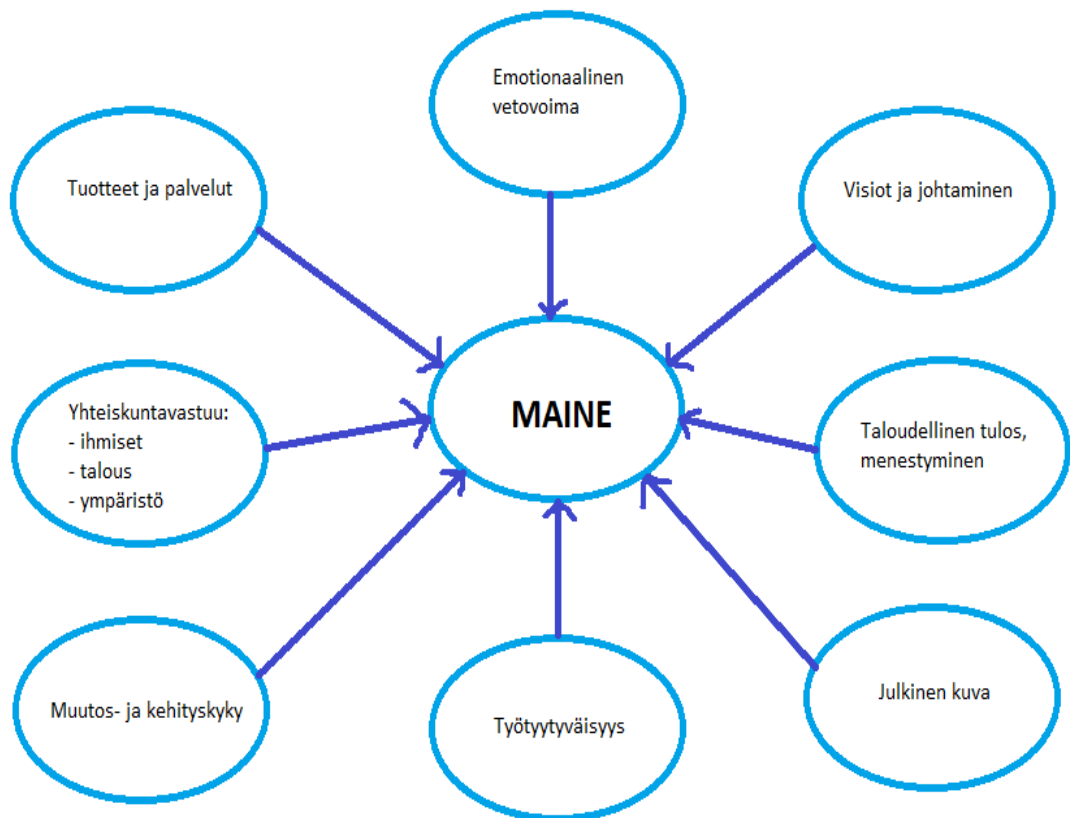 Emotionaalinen
vetovoima
Tuotteet ja palvelut
Visiot ja johtaminen
MAINE
Yhteiskuntavastuu:
- ihmiset
- talous
- ympäristö
Taloudellinen tulos,
menestyminen
Muutos- ja kehityskyky
Työtyytyväisyys
Julkinen kuva